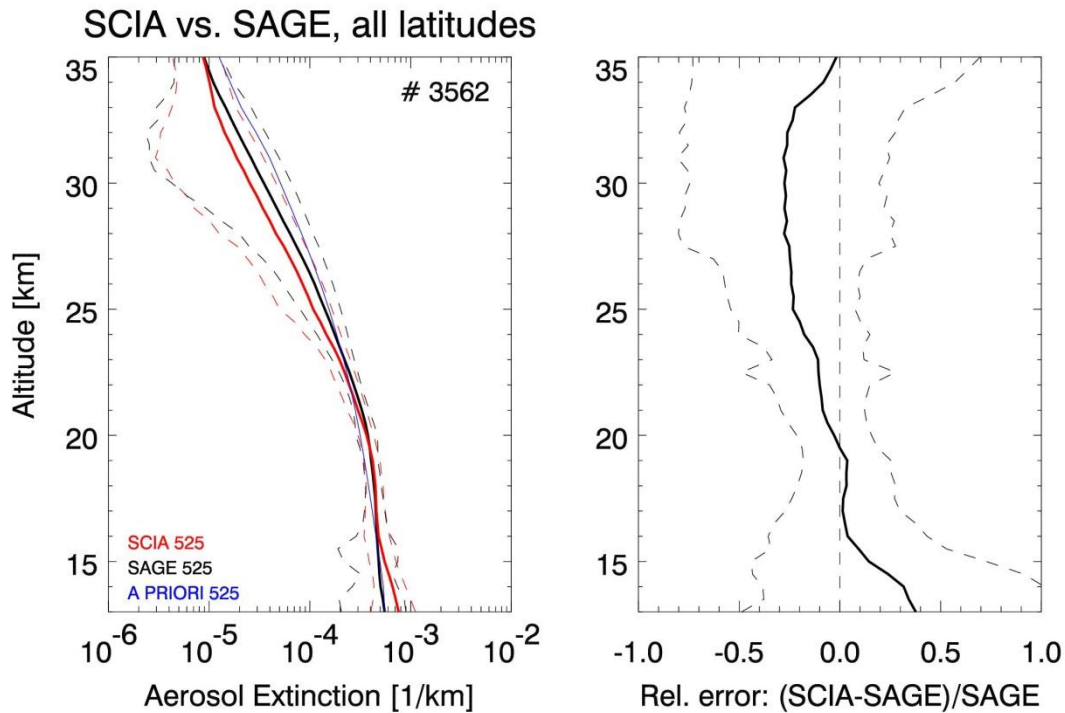 SCIA vs. SAGE, all latitudes
# 3562
35
30
25
20
15
Altitude [km]
SCIA 525
SAGE 525
A PRIORI 525
10-6 10-5 10-4 10-3 10-2
Aerosol Extinction [1/km]
35
30
25
20
15
-1.0 -0.5 0.0 0.5 1.0
Rel. error: (SCIA-SAGE)/SAGE